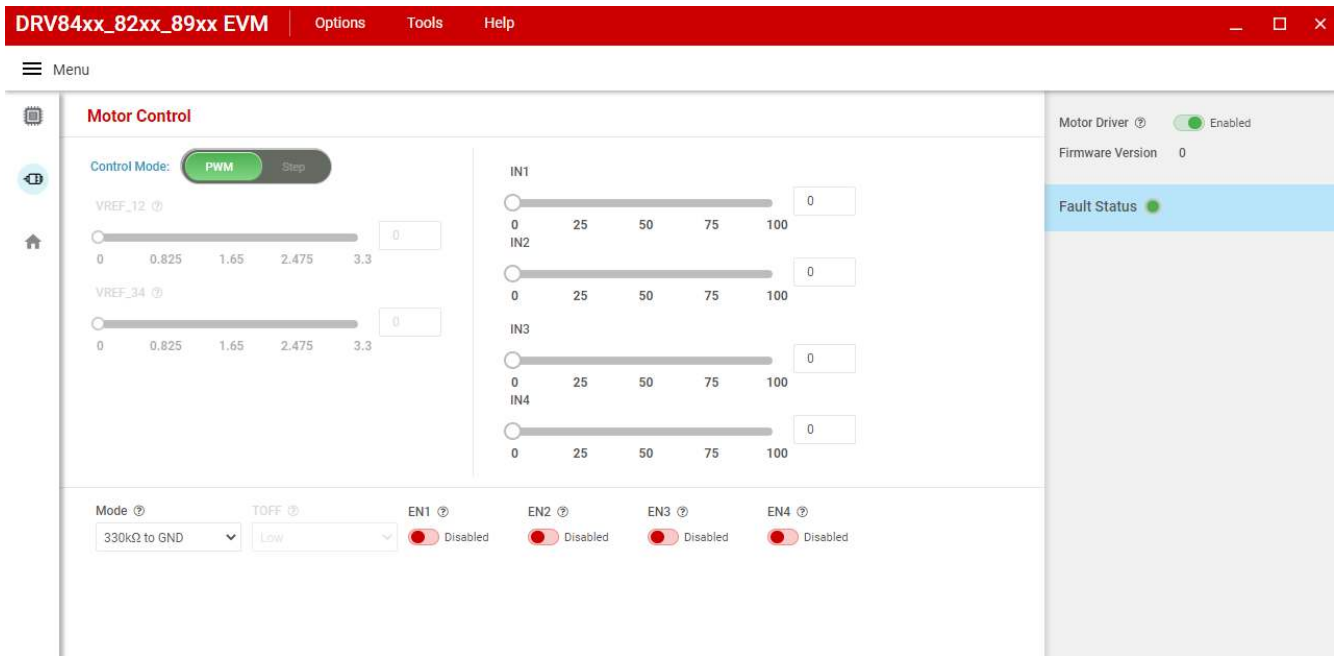 DRV84xx_82xx_89xx EVM Options Tools Help
Menu
Motor Control
Control Mode: PWM Step
VREF_12
0
0 0.825 1.65 2.475 3.3
VREF_34
0
0 0.825 1.65 2.475 3.3
IN1
0
0 25 50 75 100
IN2
0
0 25 50 75 100
IN3
0
0 25 50 75 100
IN4
0
0 25 50 75 100
Mode TOFF EN1 EN2 EN3 EN4
330kΩ to GND Low Disabled Disabled Disabled Disabled
Motor Driver Enabled
Firmware Version 0
Fault Status